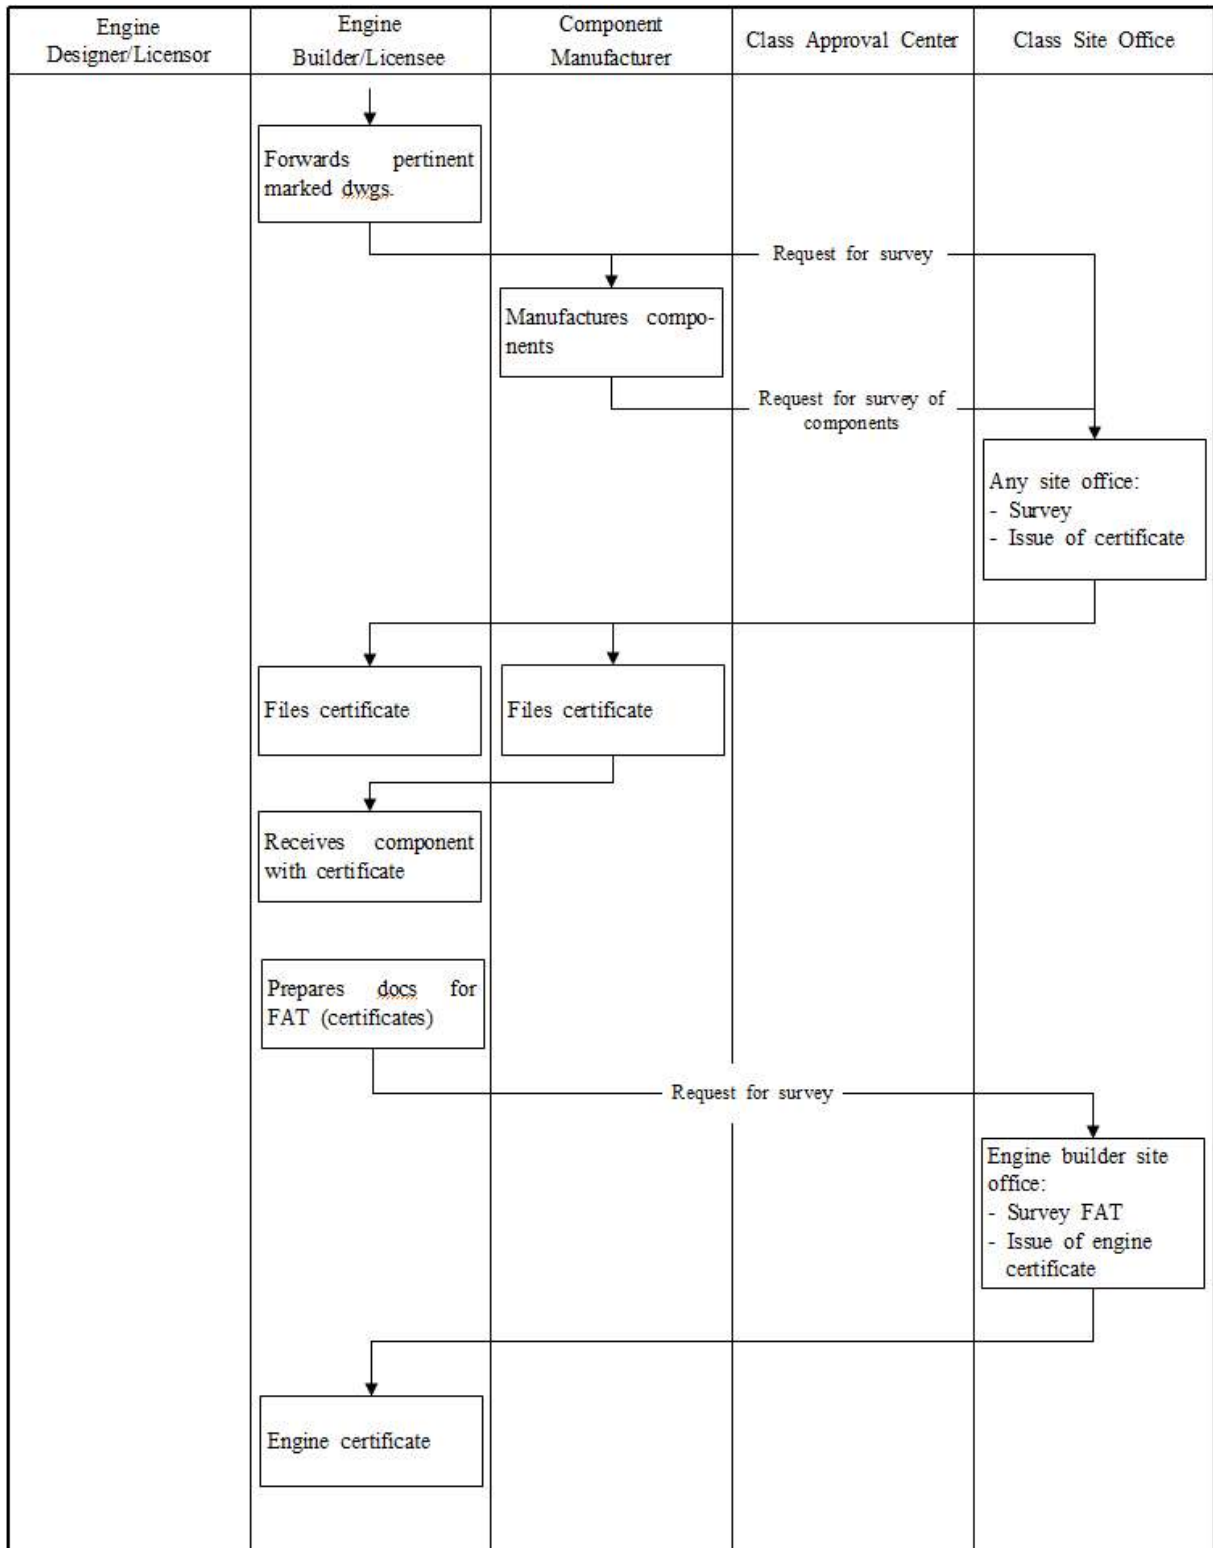 Engine
Designer/Licensor
Engine
Builder/Licensee
Component
Manufacturer
Class Approval Center
Class Site Office
Forwards pertinent
marked dwgs.
Request for survey
Manufactures compo-
nents
Request for survey of
components
Any site office:
- Survey
- Issue of certificate
Files certificate
Files certificate
Receives component
with certificate
Prepares docs for
FAT (certificates)
Request for survey
Engine builder site
office:
- Survey FAT
- Issue of engine
certificate
Engine certificate